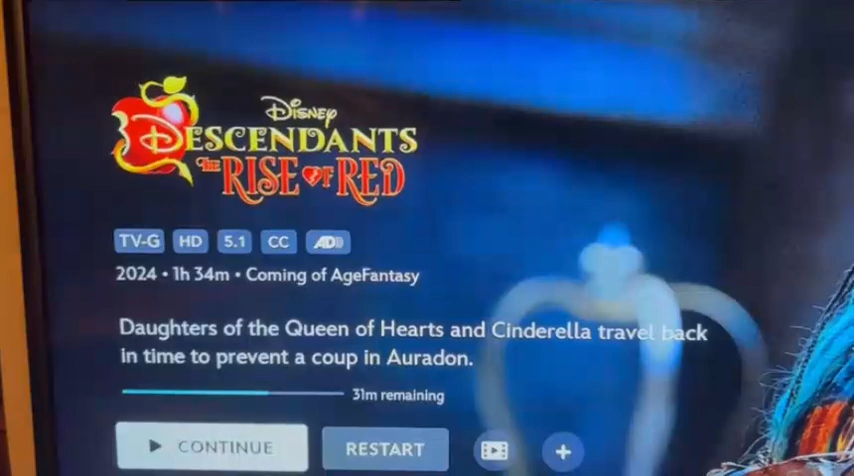 Disney
DESCENDANTS
THE RISE OF RED
TV-G HD 5.1 CC AD
2024 • 1h 34m • Coming of AgeFantasy
Daughters of the Queen of Hearts and Cinderella travel back
in time to prevent a coup in Auradon.
31m remaining
CONTINUE RESTART